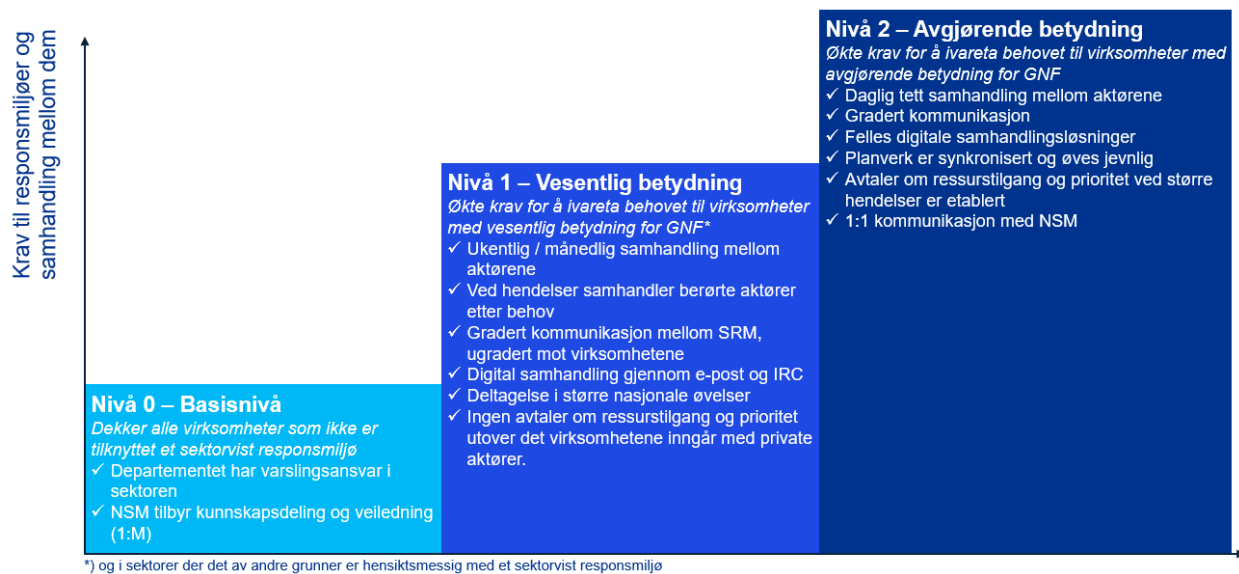 Krav til responsmiljøer og
samhandling mellom dem
Nivå 0 – Basisnivå
Dekker alle virksomheter som ikke er
tilknyttet et sektorvist responsmiljø
✓ Departementet har varslingsansvar i
sektoren
✓ NSM tilbyr kunnskapsdeling og veiledning
(1:M)
Nivå 1 – Vesentlig betydning
Økte krav for å ivareta behovet til virksomheter
med vesentlig betydning for GNF*
✓ Ukentlig / månedlig samhandling mellom
aktørene
✓ Ved hendelser samhandler berørte aktører
etter behov
✓ Gradert kommunikasjon mellom SRM,
ugradert mot virksomhetene
✓ Digital samhandling gjennom e-post og IRC
✓ Deltagelse i større nasjonale øvelser
✓ Ingen avtaler om ressurstilgang og prioritet
utover det virksomhetene inngår med private
aktører.
Nivå 2 – Avgjørende betydning
Økte krav for å ivareta behovet til virksomheter med
avgjørende betydning for GNF
✓ Daglig tett samhandling mellom aktørene
✓ Gradert kommunikasjon
✓ Felles digitale samhandlingsløsninger
✓ Planverk er synkronisert og øves jevnlig
✓ Avtaler om ressurstilgang og prioritet ved større
hendelser er etablert
✓ 1:1 kommunikasjon med NSM
*) og i sektorer der det av andre grunner er hensiktsmessig med et sektorvist responsmiljø